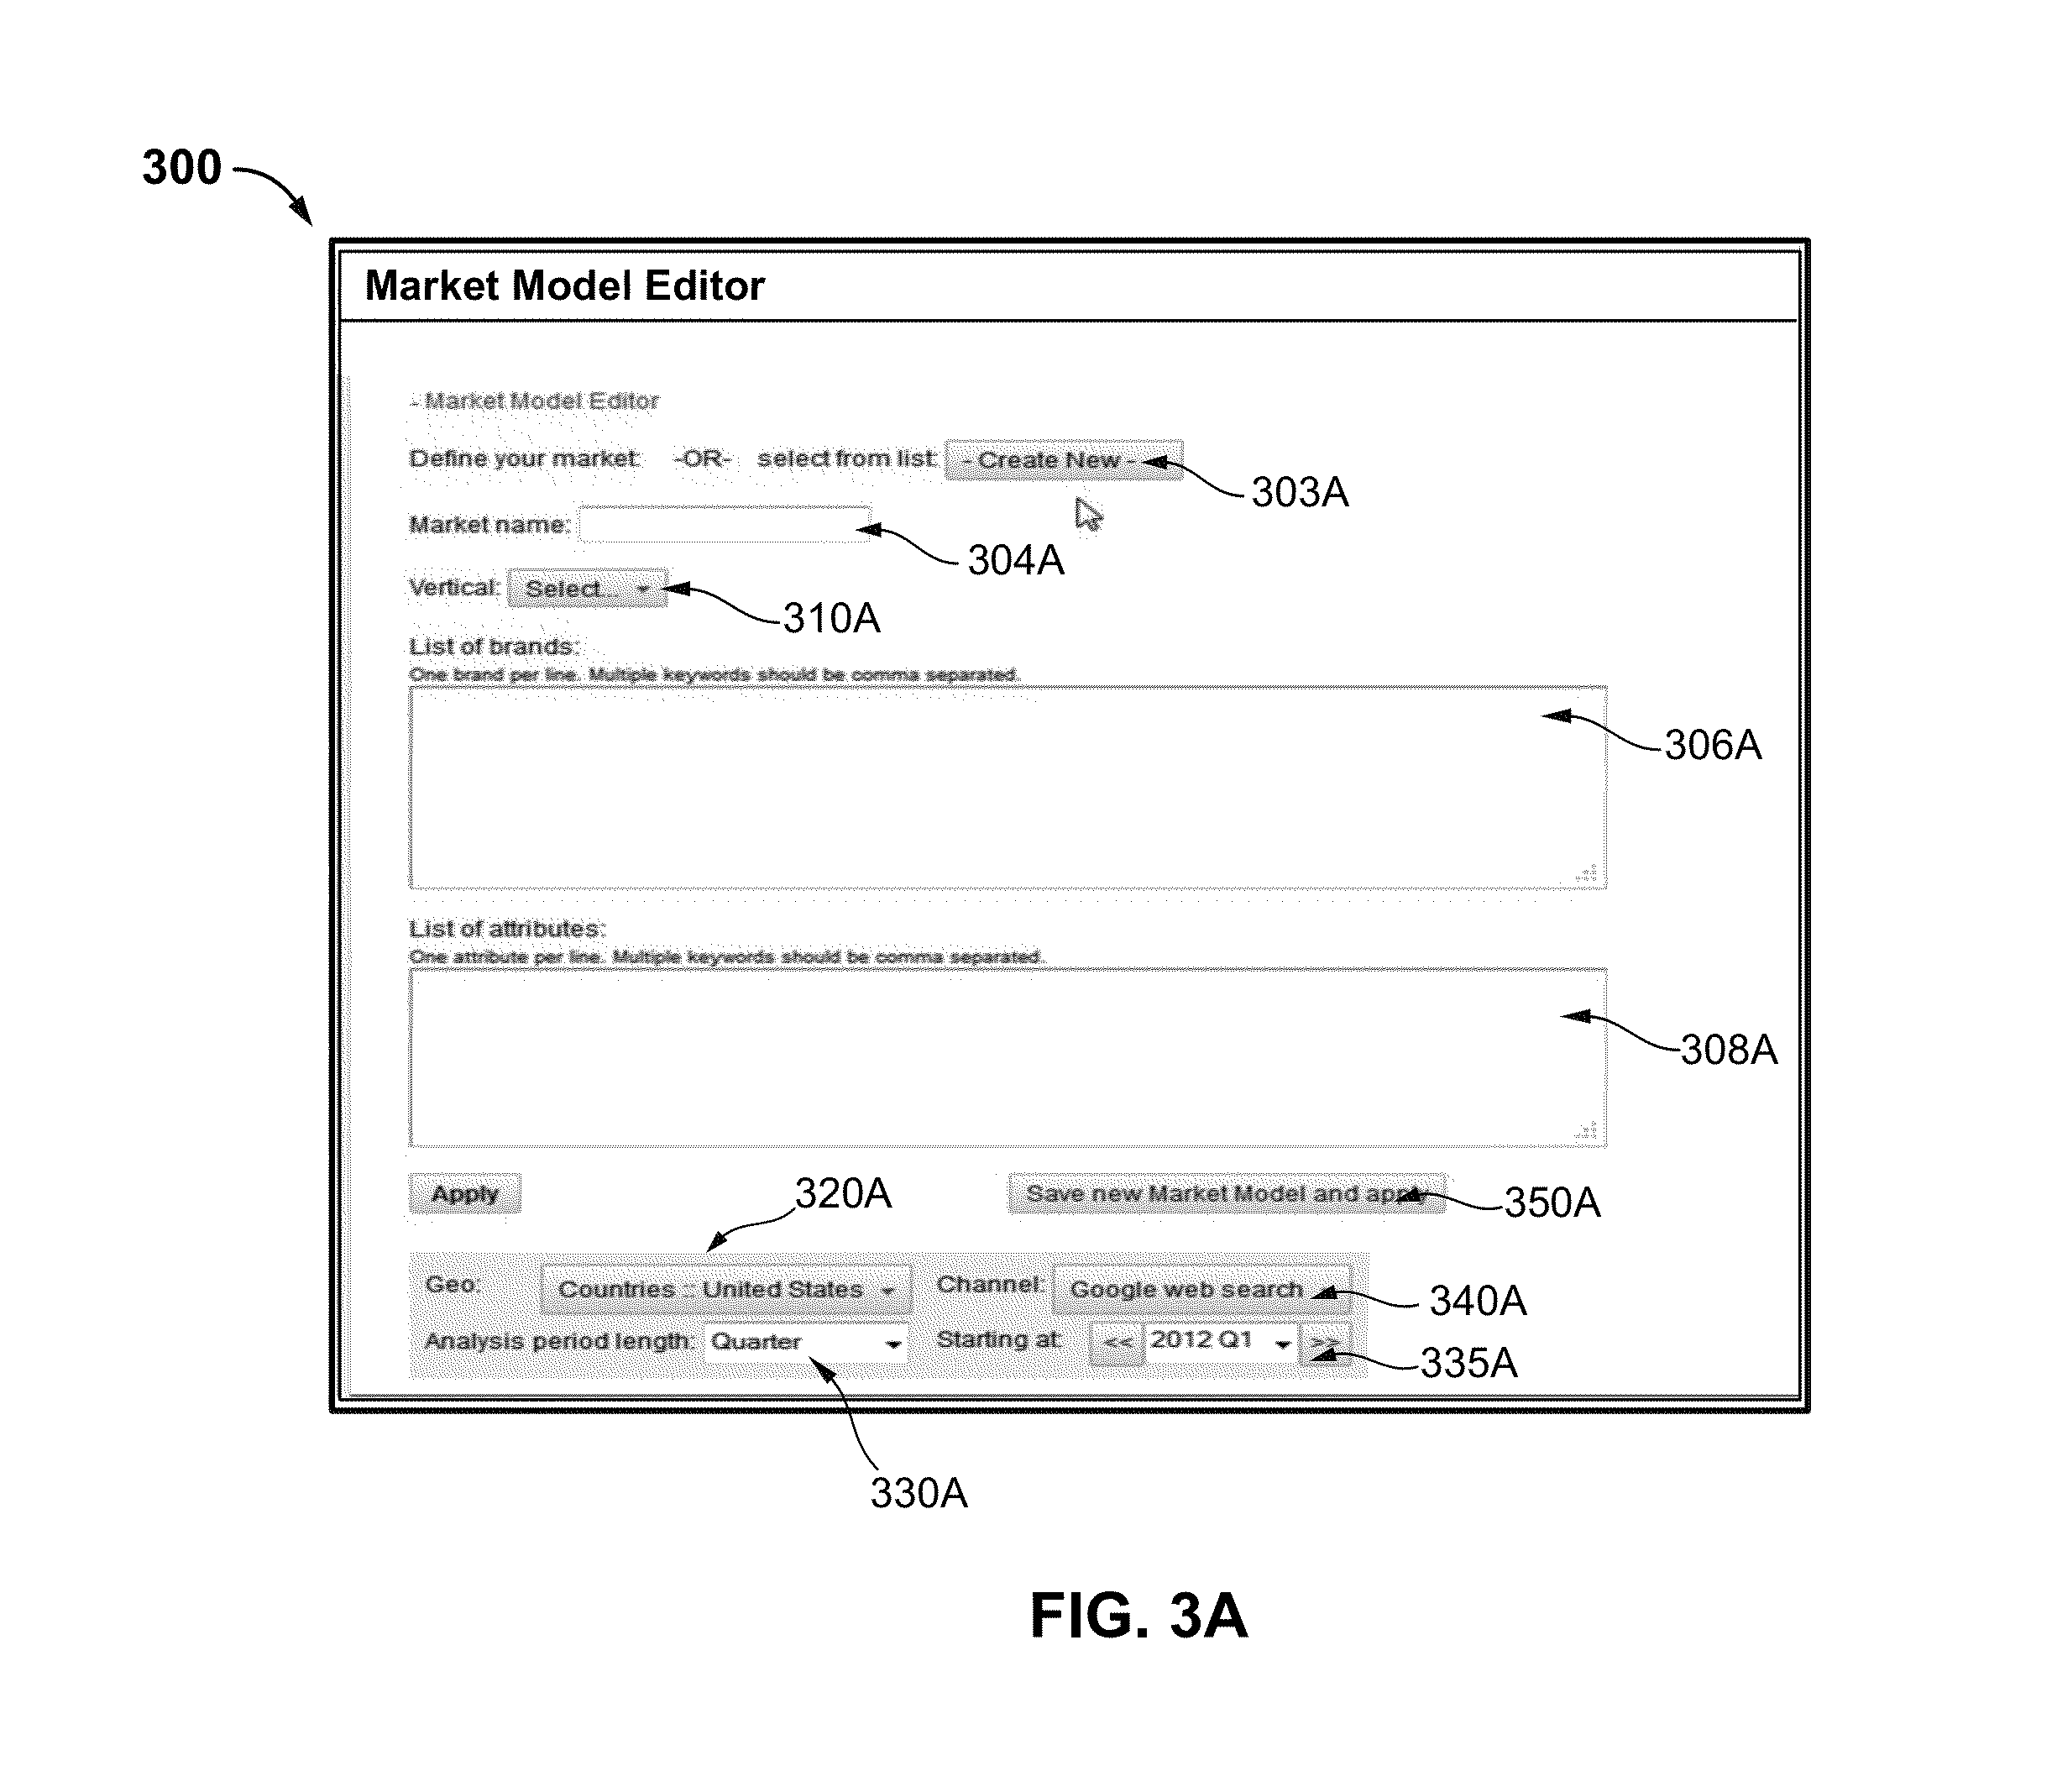 300
Market Model Editor
- Market Model Editor
Define your market: -OR- select from list: - Create New -
303A
Market name:
304A
Vertical: Select...
310A
List of brands:
One brand per line. Multiple keywords should be comma separated.
306A
List of attributes:
One attribute per line. Multiple keywords should be comma separated.
308A
Apply 320A Save new Market Model and apply 350A
Geo: Countries :: United States Channel: Google web search 340A
Analysis period length: Quarter Starting at: << 2012 Q1 >> 335A
330A
FIG. 3A